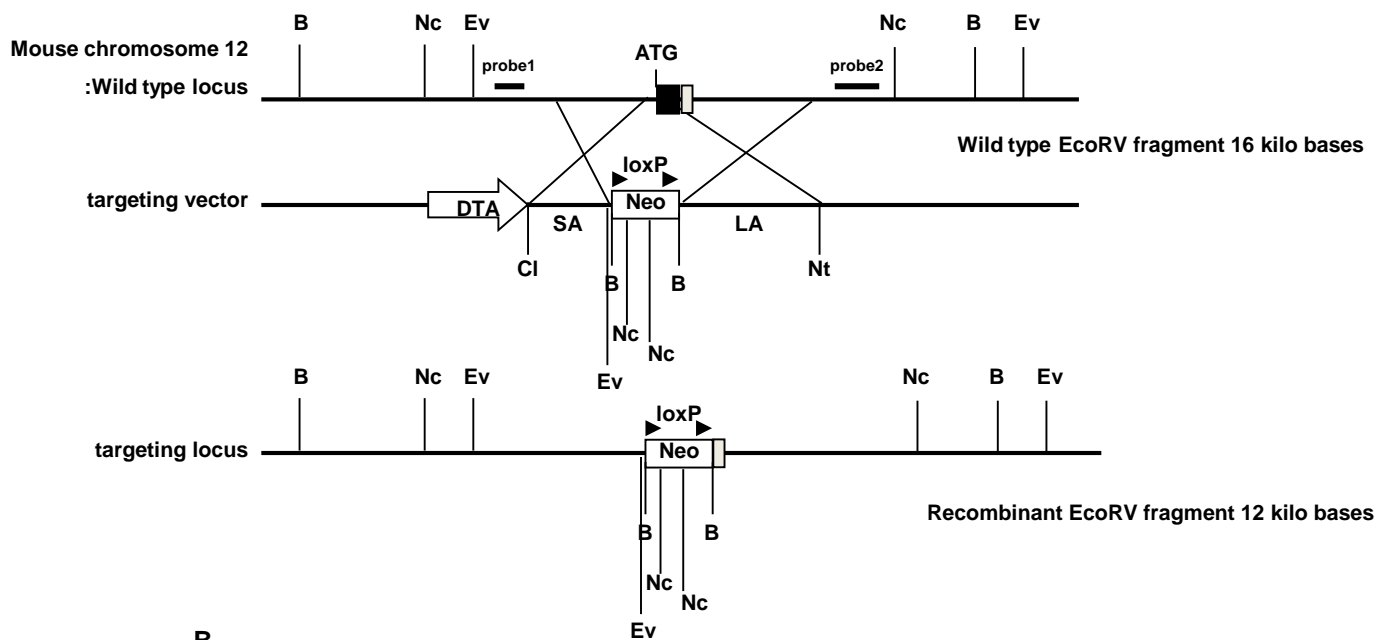 B Nc Ev Nc B Ev
Mouse chromosome 12
ATG
probe1 probe2
:Wild type locus
Wild type EcoRV fragment 16 kilo bases
loxP
targeting vector
Neo
DTA
SA LA
Cl Nt
B B
Nc
Nc
Ev
B Nc Ev Nc B Ev
loxP
targeting locus
Neo
Recombinant EcoRV fragment 12 kilo bases
B B
Nc
Nc
Ev